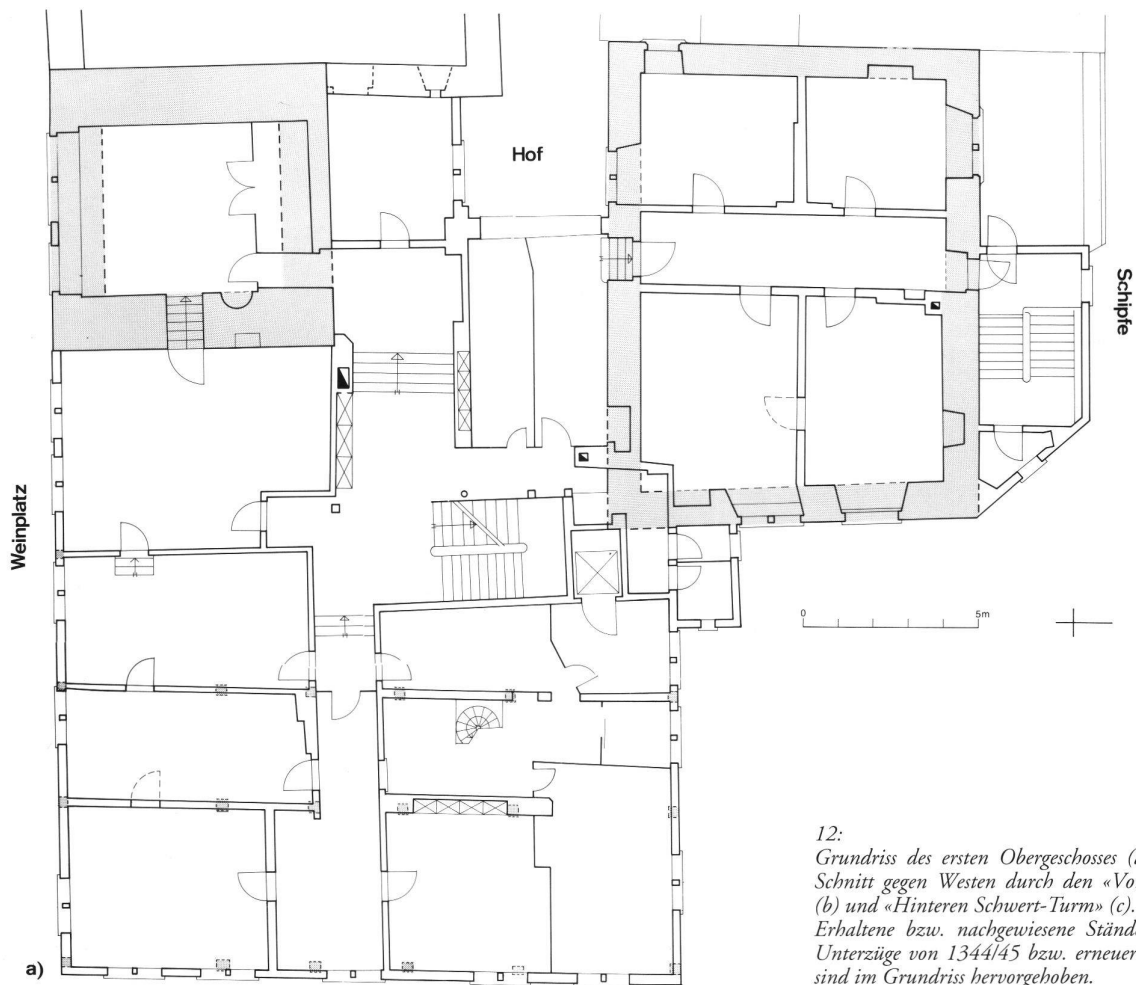 Hof
Schipfe
Weinplatz
0 5m
a)
12:
Grundriss des ersten Obergeschosses (
Schnitt gegen Westen durch den «Vo
(b) und «Hinteren Schwert-Turm» (c).
Erhaltene bzw. nachgewiesene Stände
Unterzüge von 1344/45 bzw. erneuer
sind im Grundriss hervorgehoben.